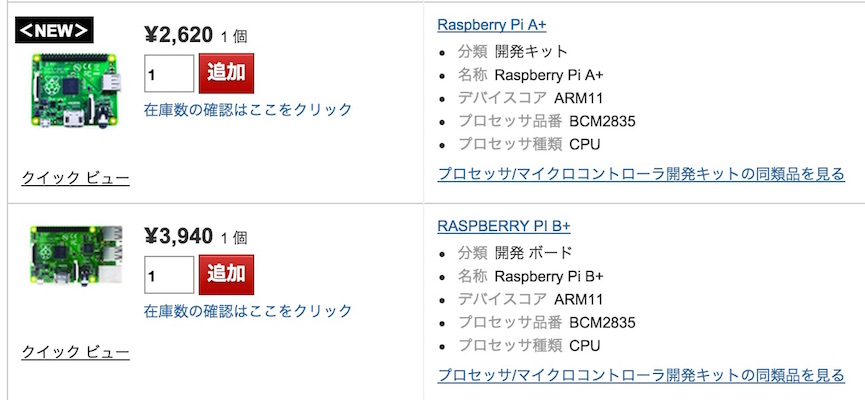 <NEW>
¥2,620 1 個
1 追加
在庫数の確認はここをクリック
クイック ビュー
Raspberry Pi A+
• 分類 開発キット
• 名称 Raspberry Pi A+
• デバイスコア ARM11
• プロセッサ品番 BCM2835
• プロセッサ種類 CPU
プロセッサ/マイクロコントローラ開発キットの同類品を見る
¥3,940 1 個
1 追加
在庫数の確認はここをクリック
クイック ビュー
RASPBERRY PI B+
• 分類 開発 ボード
• 名称 Raspberry Pi B+
• デバイスコア ARM11
• プロセッサ品番 BCM2835
• プロセッサ種類 CPU
プロセッサ/マイクロコントローラ開発キットの同類品を見る